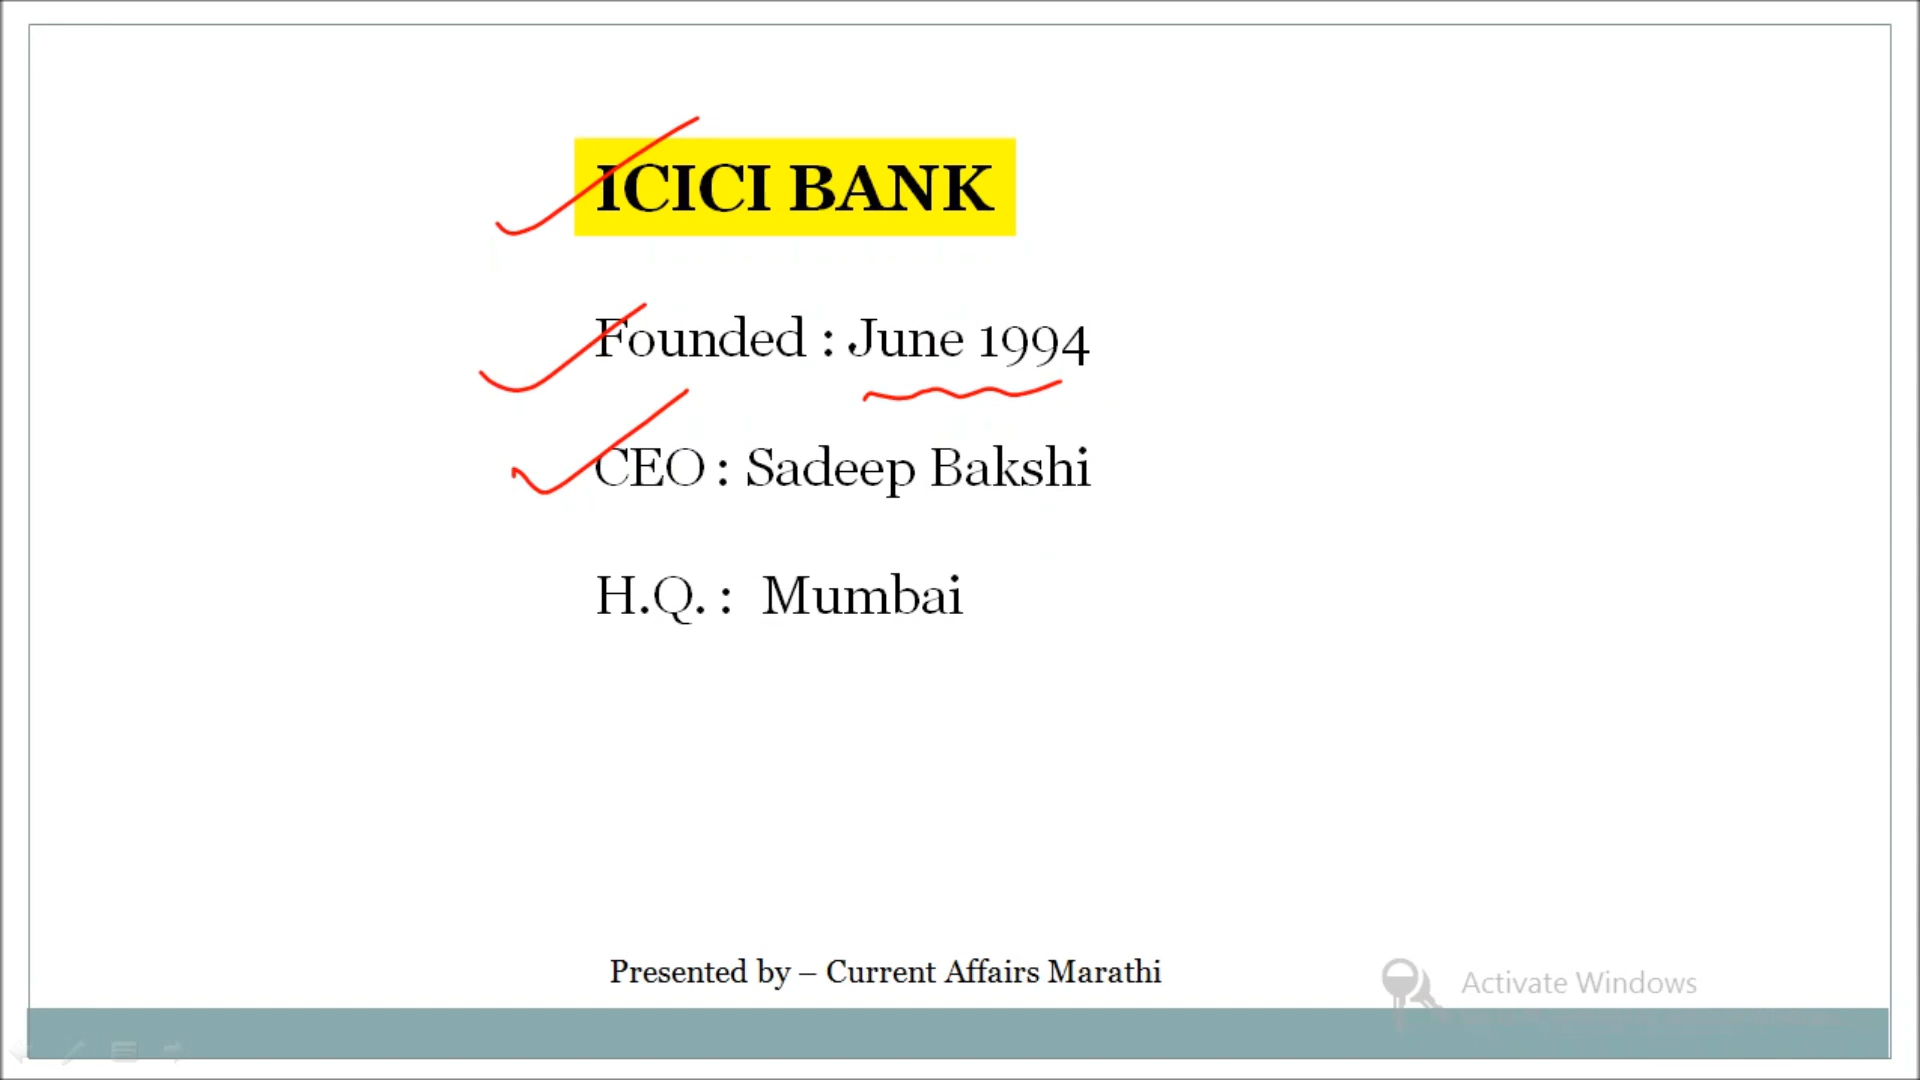 ICICI BANK
Founded : June 1994
CEO : Sadeep Bakshi
H.Q. : Mumbai
Presented by – Current Affairs Marathi
Activate Windows